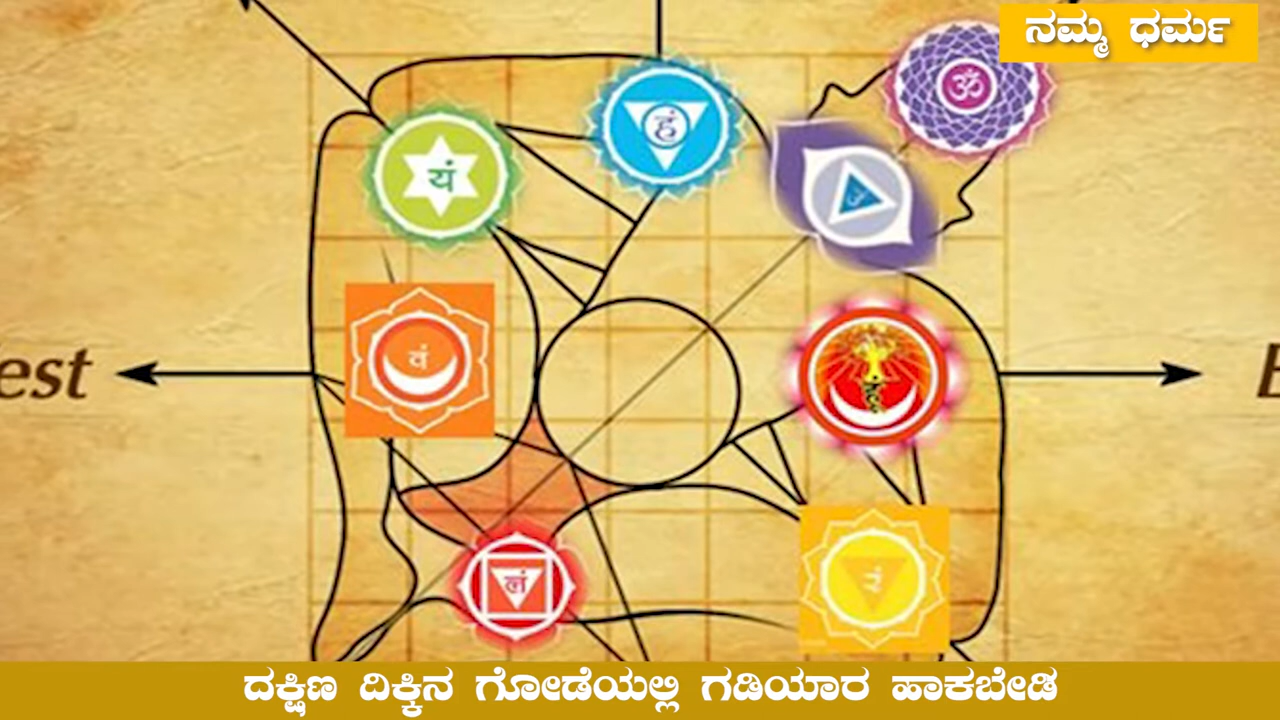 ನಮ್ಮ ಧರ್ಮ
ॐ
हं
यं
वं
est
E
लं
रं
ದಕ್ಷಿಣ ದಿಕ್ಕಿನ ಗೋಡೆಯಲ್ಲಿ ಗಡಿಯಾರ ಹಾಕಬೇಡಿ